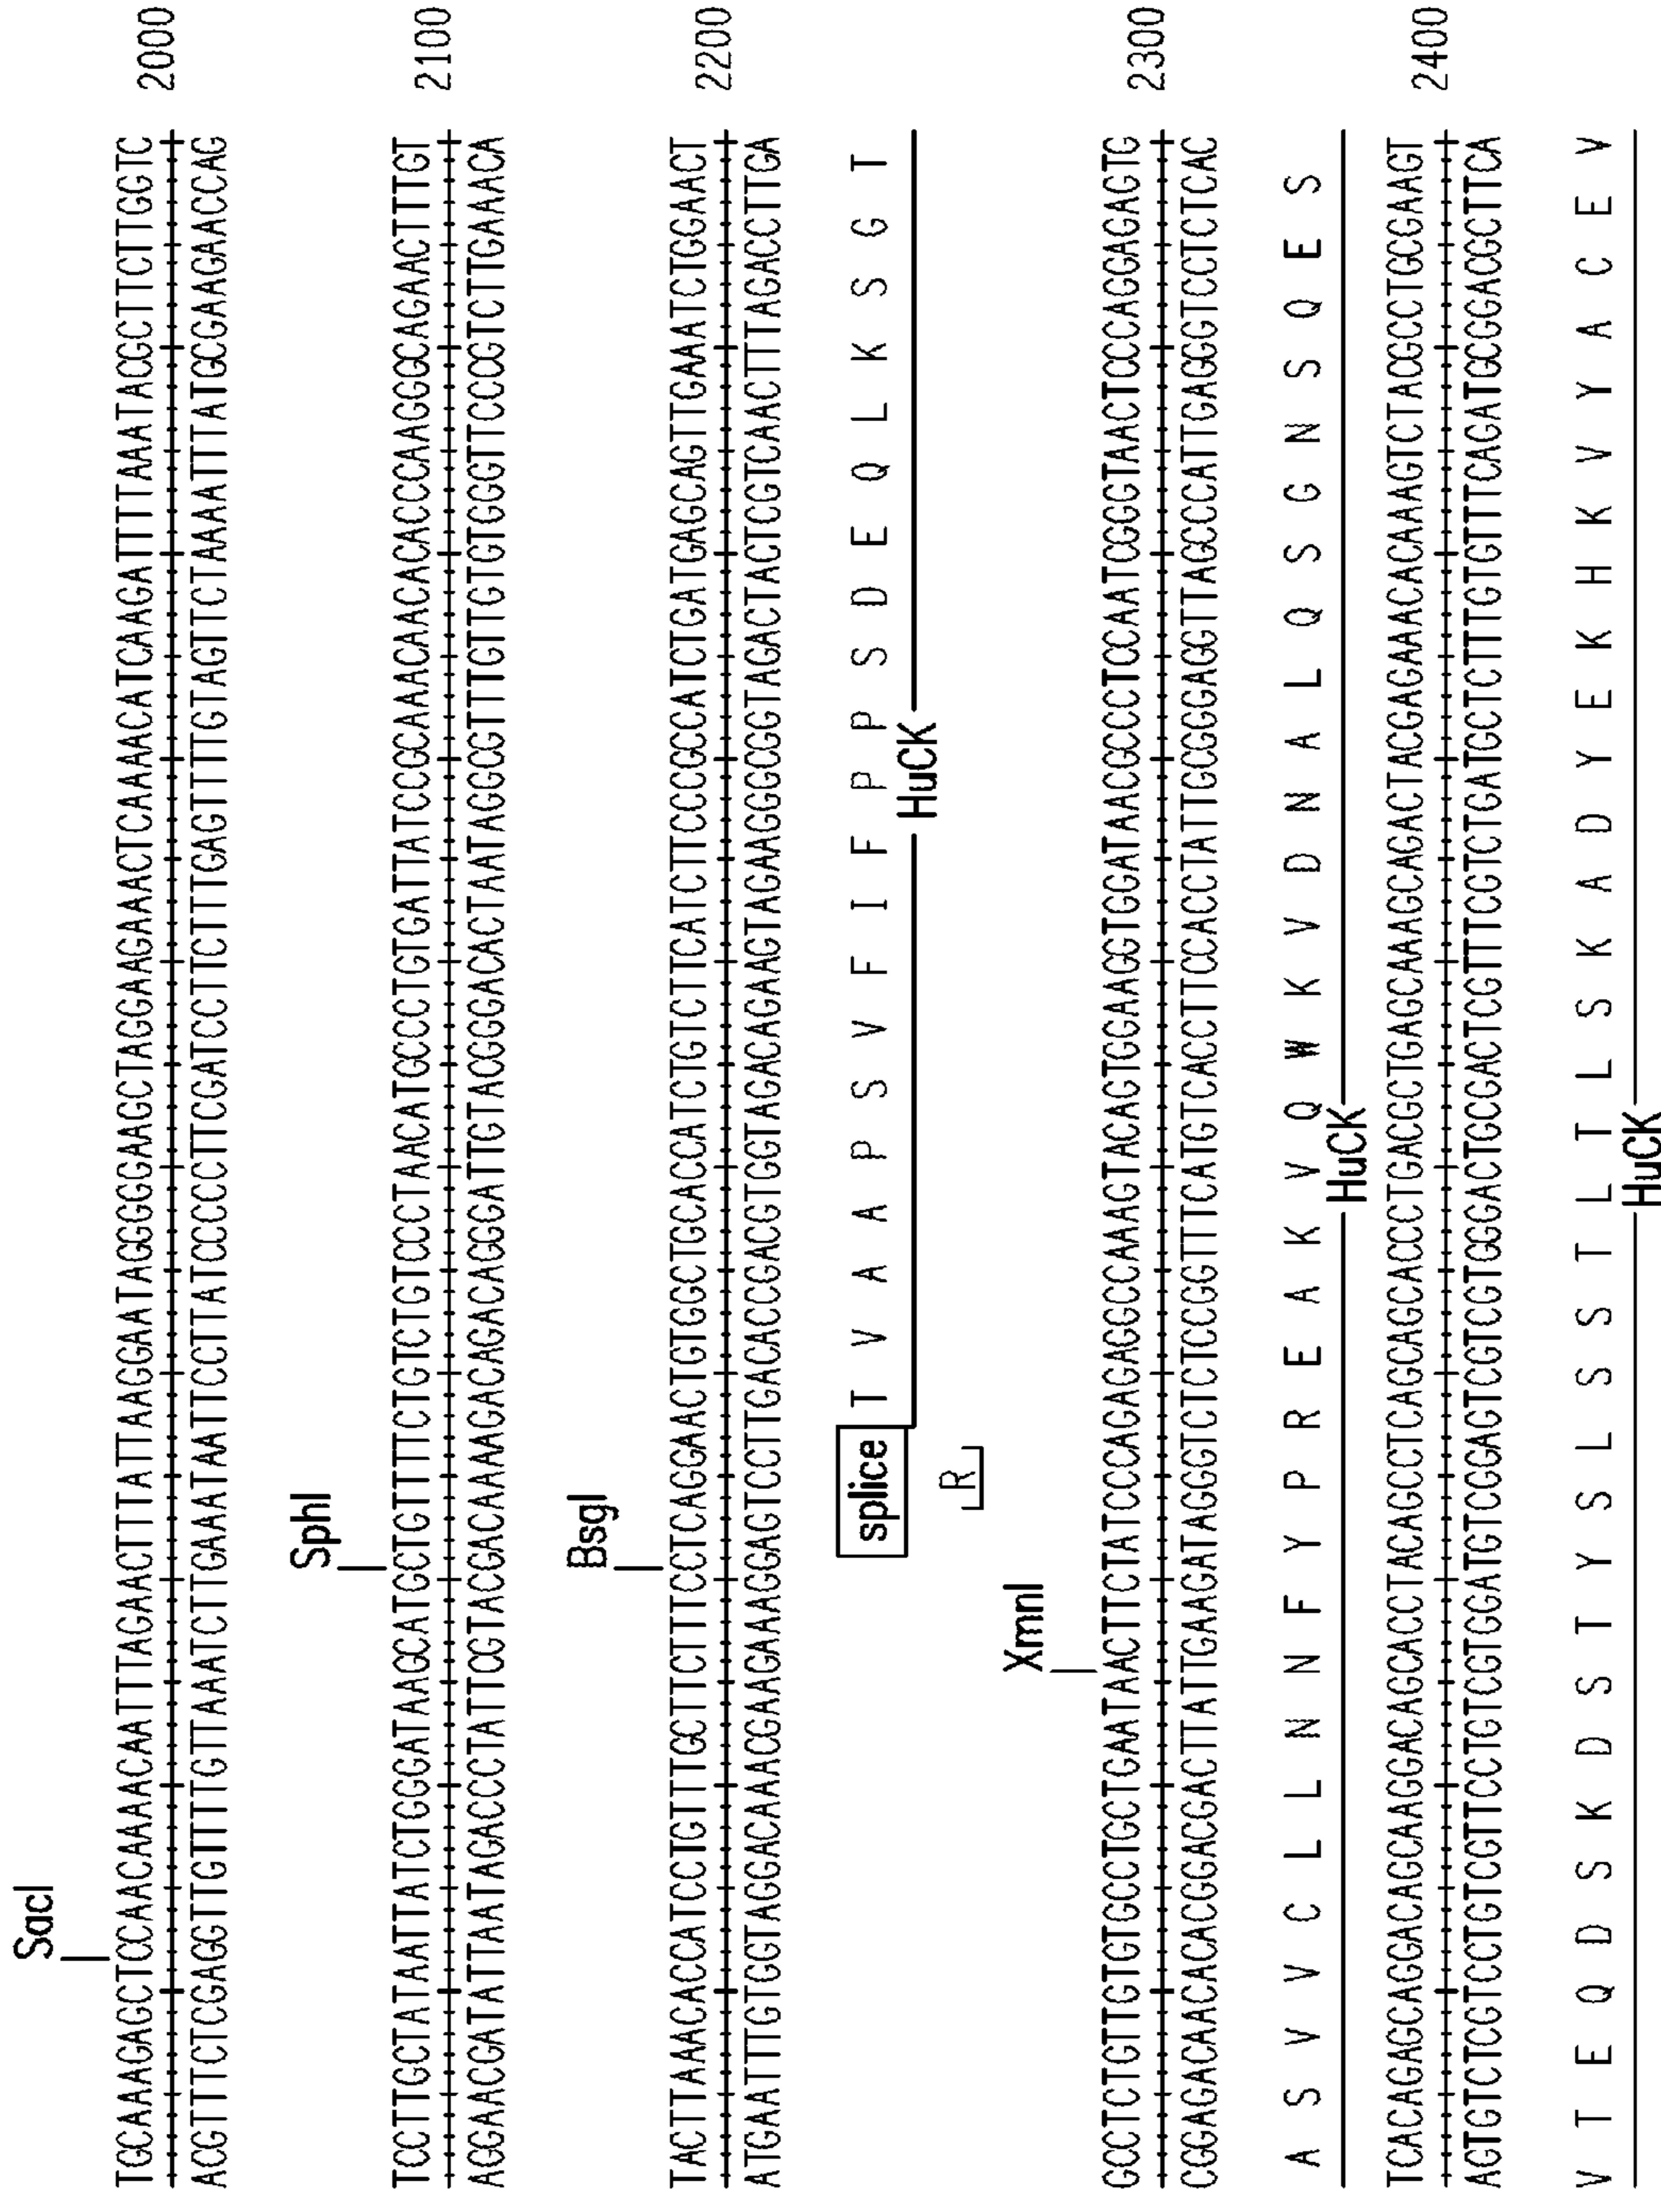 SacI
TGCAAAGAGCTCCAACAAAACAATTTAGAACTTTATTAAGGAATAGGGGGAAGCTAGGAAGAAACTCAAAACATCAAGATTTTAAATACGCTTCTTGGTC 2000
ACGTTTCTCGAGGTTGTTTTGTTAAATCTTGAAATAATTCCTTATCCCCCTTCGATCCTTCTTTGAGTTTTGTAGTTCTAAAATTTATGCGAAGAACCAG
SphI
TCCTTGCTATAATTATCTGGGATAAGCATGCTGTTTTCTGTCTGTCCCTAACATGCCCTGTGATTATCCGCAAACAACACACCCAAGGGCAGAACTTTGT 2100
AGGAACGATATTAATAGACCCTATTCGTACGACAAAAGACAGACAGGGATTGTACGGGACACTAATAGGCGTTTGTTGTGTGGGTTCCCGTCTTGAAACA
BsgI
TACTTAAACACCATCCTGTTTGCTTCTTTCCTCAGGAACTGTGGCTGCACCATCTGTCTTCATCTTCCCGCCATCTGATGAGCAGTTGAAATCTGGAACT 2200
ATGAATTTGTGGTAGGACAAACGAAGAAAGGAGTCCTTGACACCGACGTGGTAGACAGAAGTAGAAGGGCGGTAGACTACTCGTCAACTTTAGACCTTGA
splice T V A A P S V F I F P P S D E Q L K S G T
HuCK
R
XmnI
GCCTCTGTTGTGTGCCTGCTGAATAACTTCTATCCCAGAGAGGCCAAAGTACAGTGGAAGGTGGATAACGCCCTCCAATCGGGTAACTCCCAGGAGAGTG 2300
CGGAGACAACACACGGACGACTTATTGAAGATAGGGTCTCTCCGGTTTCATGTCACCTTCCACCTATTGCGGGAGGTTAGCCCATTGAGGGTCCTCTCAC
A S V V C L L N N F Y P R E A K V Q W K V D N A L Q S G N S Q E S
HuCK
TCACAGAGCAGGACAGCAAGGACAGCACCTACAGCCTCAGCAGCACCCTGACGCTGAGCAAAGCAGACTACGAGAAACACAAAGTCTACGCCTGCGAAGT 2400
AGTGTCTCGTCCTGTCGTTCCTGTCGTGGATGTCGGAGTCGTCGTGGGACTGCGACTCGTTTCGTCTGATGCTCTTTGTGTTTCAGATGCGGACGCTTCA
V T E Q D S K D S T Y S L S S T L T L S K A D Y E K H K V Y A C E V
HuCK